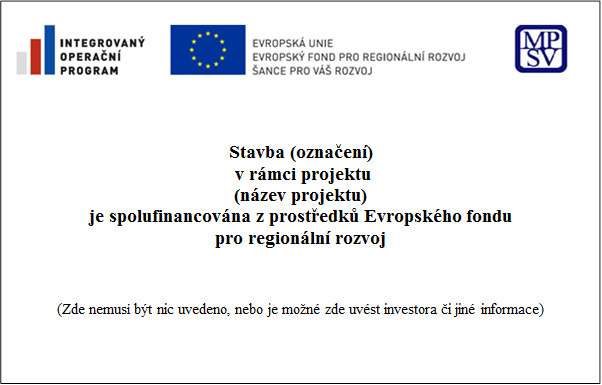 INTEGROVANÝ
OPERAČNÍ
PROGRAM
EVROPSKÁ UNIE
EVROPSKÝ FOND PRO REGIONÁLNÍ ROZVOJ
ŠANCE PRO VÁŠ ROZVOJ
MP
SV
Stavba (označení)
v rámci projektu
(název projektu)
je spolufinancována z prostředků Evropského fondu
pro regionální rozvoj
(Zde nemusí být nic uvedeno, nebo je možné zde uvést investora či jiné informace)